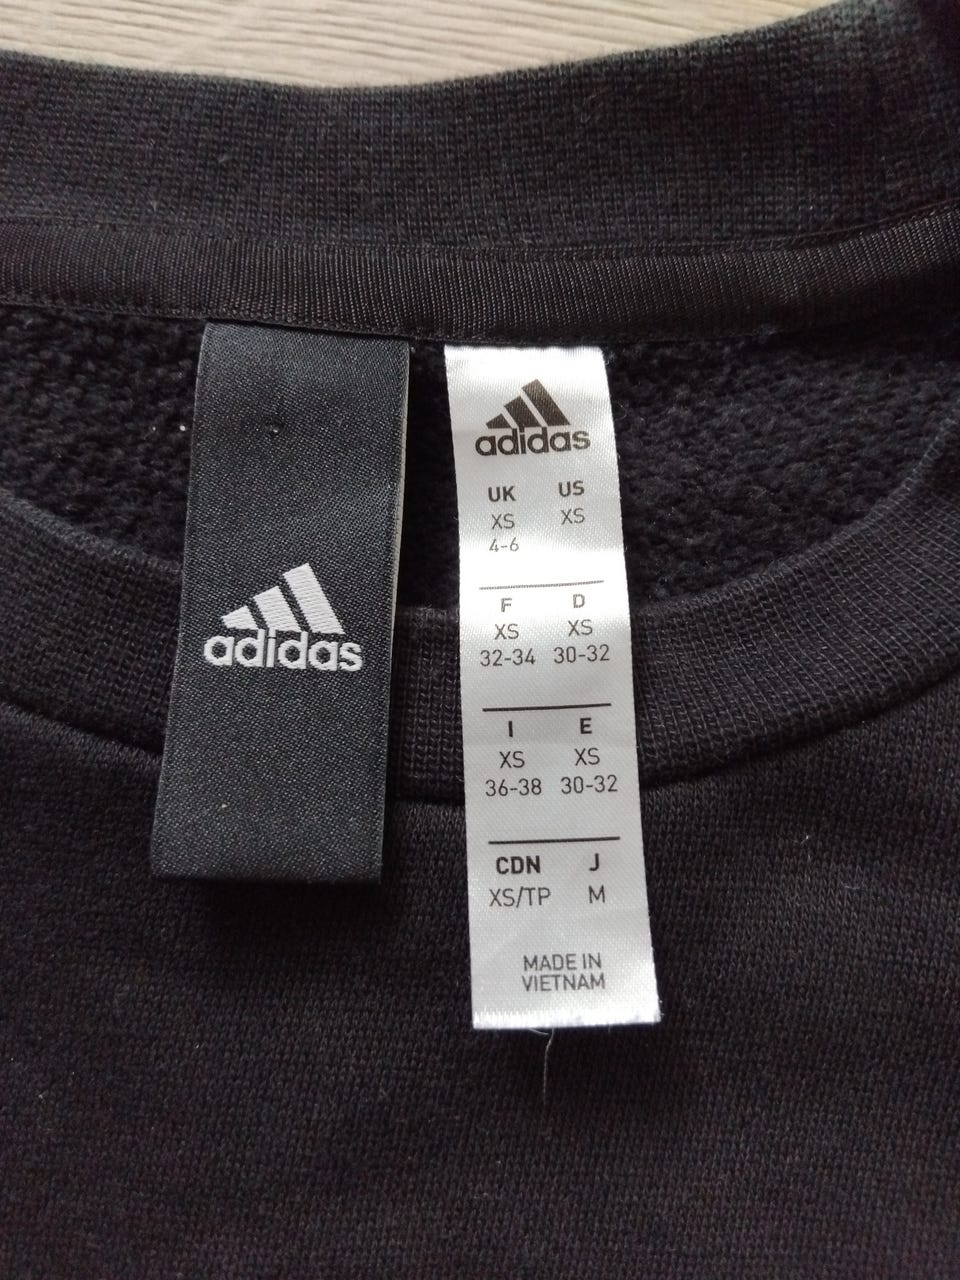 adidas
adidas
UK US
XS XS
4-6
F D
XS XS
32-34 30-32
I E
XS XS
36-38 30-32
CDN J
XS/TP M
MADE IN
VIETNAM